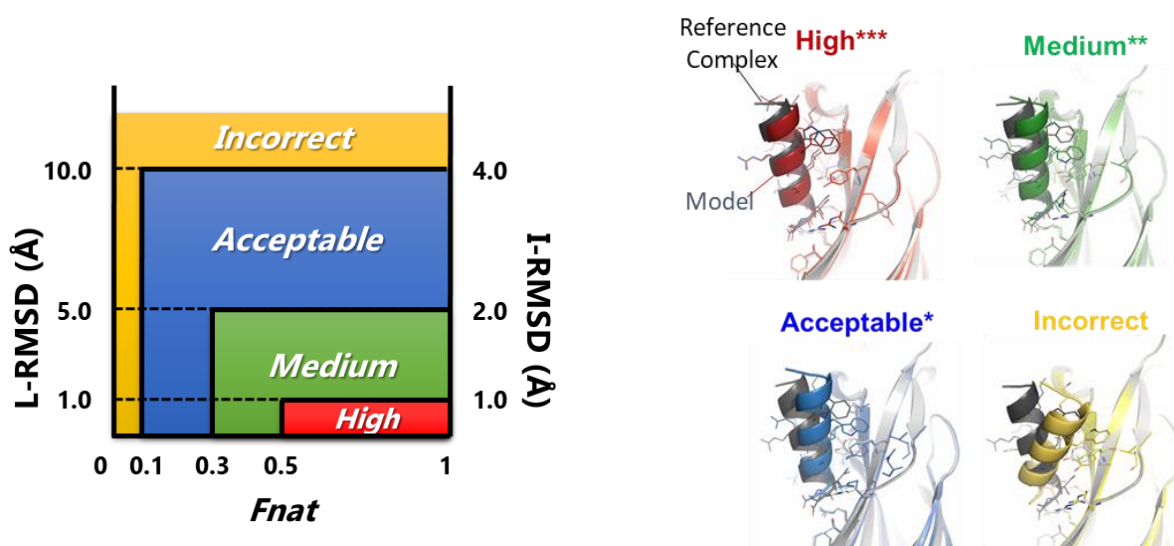 Incorrect
10.0
4.0
Acceptable
L-RMSD (Å)
I-RMSD (Å)
5.0
2.0
Medium
1.0
1.0
High
0
0.1
0.3
0.5
1
Fnat
Reference
Complex
High***
Model
Medium**
Acceptable*
Incorrect